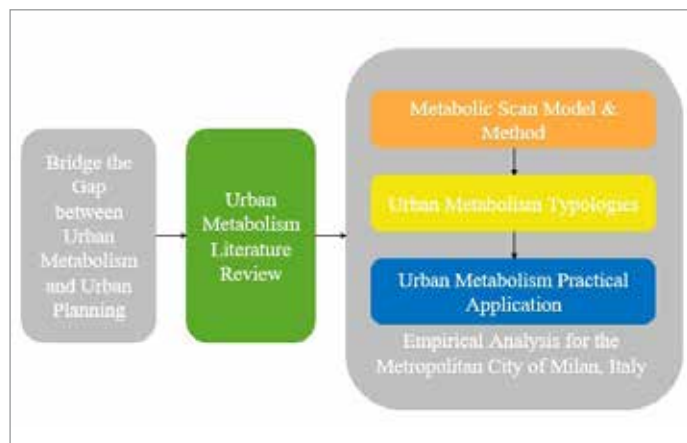 Bridge the
Gap
between
Urban
Metabolism
and Urban
Planning
Urban
Metabolism
Literature
Review
Metabolic Scan Model &
Method
Urban Metabolism Typologies
Urban Metabolism Practical
Application
Empirical Analysis for the
Metropolitan City of Milan, Italy